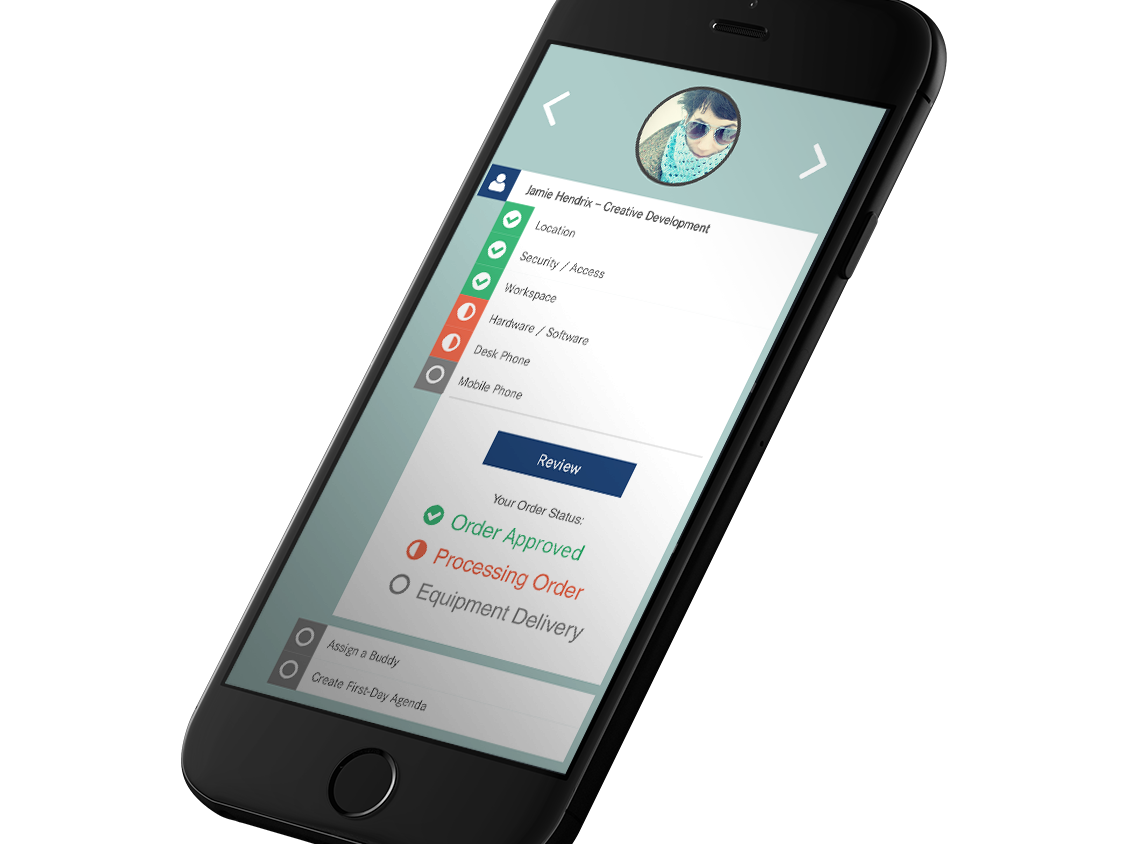 Jamie Hendrix – Creative Development
Location
Security / Access
Workspace
Hardware / Software
Desk Phone
Mobile Phone
Review
Your Order Status:
Order Approved
Processing Order
Equipment Delivery
Assign a Buddy
Create First-Day Agenda